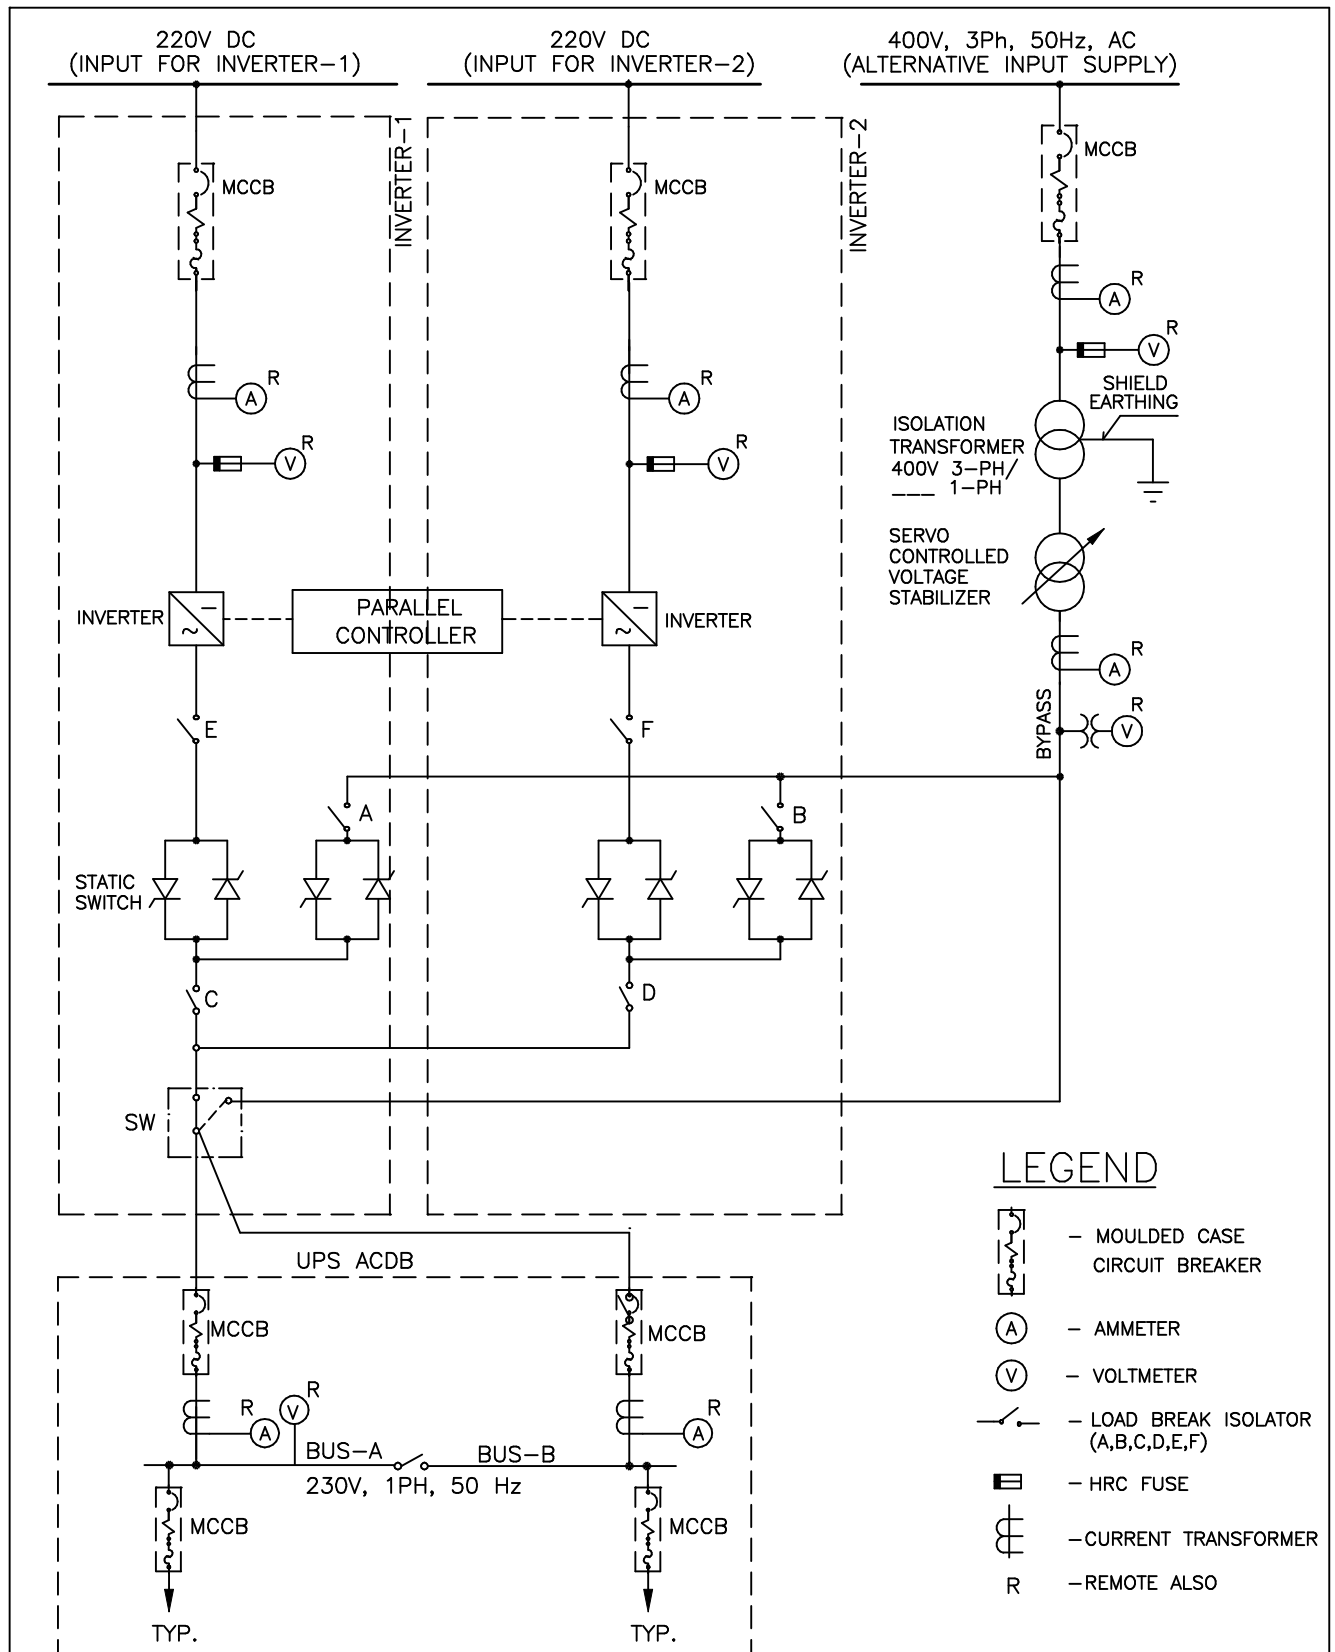 220V DC
(INPUT FOR INVERTER-1)
220V DC
(INPUT FOR INVERTER-2)
400V, 3Ph, 50Hz, AC
(ALTERNATIVE INPUT SUPPLY)
INVERTER-1
INVERTER-2
MCCB
MCCB
MCCB
R
A
R
V
R
A
R
V
R
A
R
V
SHIELD
EARTHING
ISOLATION
TRANSFORMER
400V 3-PH/
___ 1-PH
SERVO
CONTROLLED
VOLTAGE
STABILIZER
INVERTER
PARALLEL
CONTROLLER
INVERTER
R
A
BYPASS
R
V
E
F
A
B
STATIC
SWITCH
C
D
SW
UPS ACDB
MCCB
MCCB
R
A
R
V
R
A
BUS-A
BUS-B
230V, 1PH, 50 Hz
MCCB
MCCB
TYP.
TYP.
LEGEND
- MOULDED CASE
CIRCUIT BREAKER
A - AMMETER
V - VOLTMETER
- LOAD BREAK ISOLATOR
(A,B,C,D,E,F)
- HRC FUSE
-CURRENT TRANSFORMER
R -REMOTE ALSO